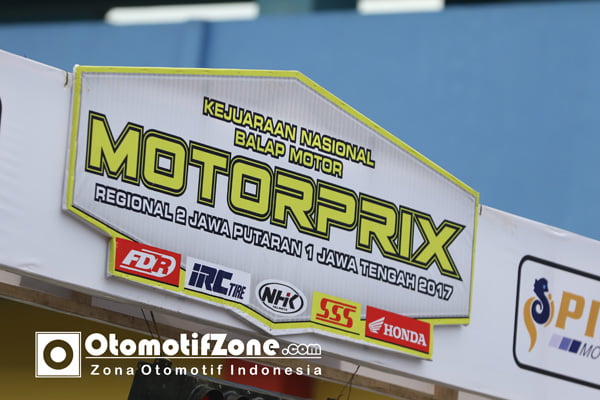 KEJUARAAN NASIONAL
BALAP MOTOR
MOTORPRIX
REGIONAL 2 JAWA PUTARAN 1 JAWA TENGAH 2017
FDR
IRC TIRE
NHK
SSS
HONDA
OtomotifZone.com
Zona Otomotif Indonesia